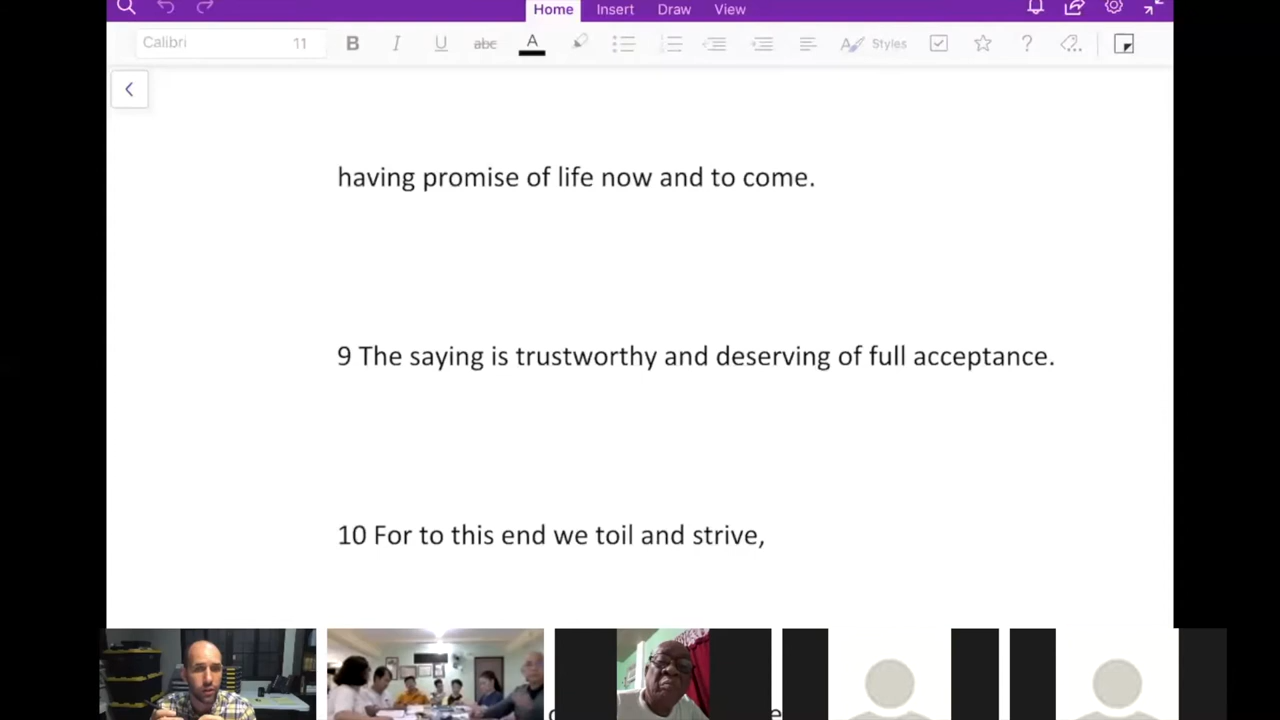 Home Insert Draw View
Calibri 11 B I U abc A Styles ?
having promise of life now and to come.
9 The saying is trustworthy and deserving of full acceptance.
10 For to this end we toil and strive,